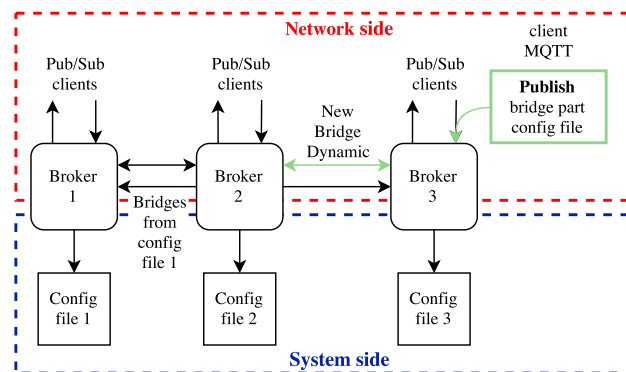 Network side
client
MQTT
Pub/Sub
clients
Pub/Sub
clients
Pub/Sub
clients
Publish
bridge part
config file
New
Bridge
Dynamic
Broker
1
Broker
2
Broker
3
Bridges
from
config
file 1
Config
file 1
Config
file 2
Config
file 3
System side